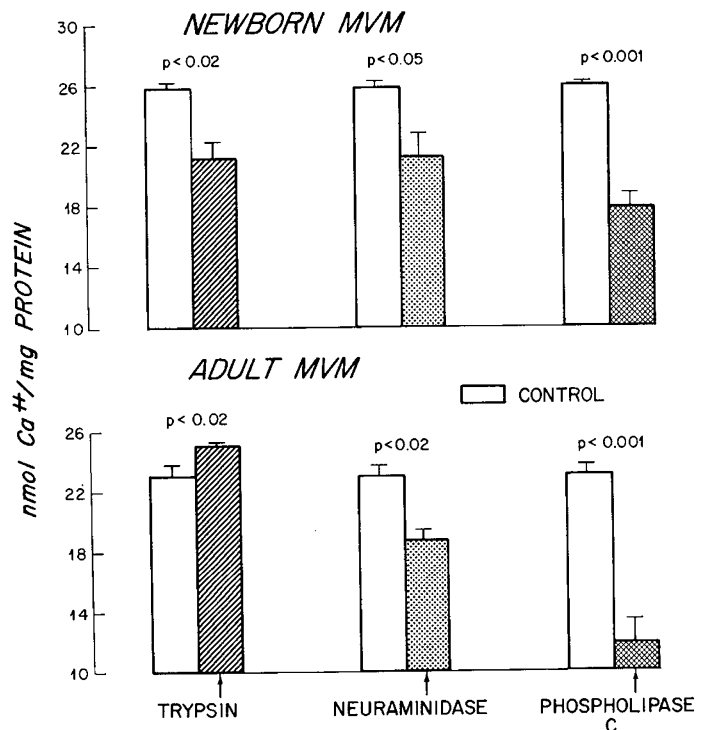 NEWBORN MVM
30
26
22
18
14
10
p<0.02
p<0.05
p<0.001
nmol Ca++/mg PROTEIN
ADULT MVM
CONTROL
26
22
18
14
10
p<0.02
p<0.02
p<0.001
TRYPSIN
NEURAMINIDASE
PHOSPHOLIPASE
C